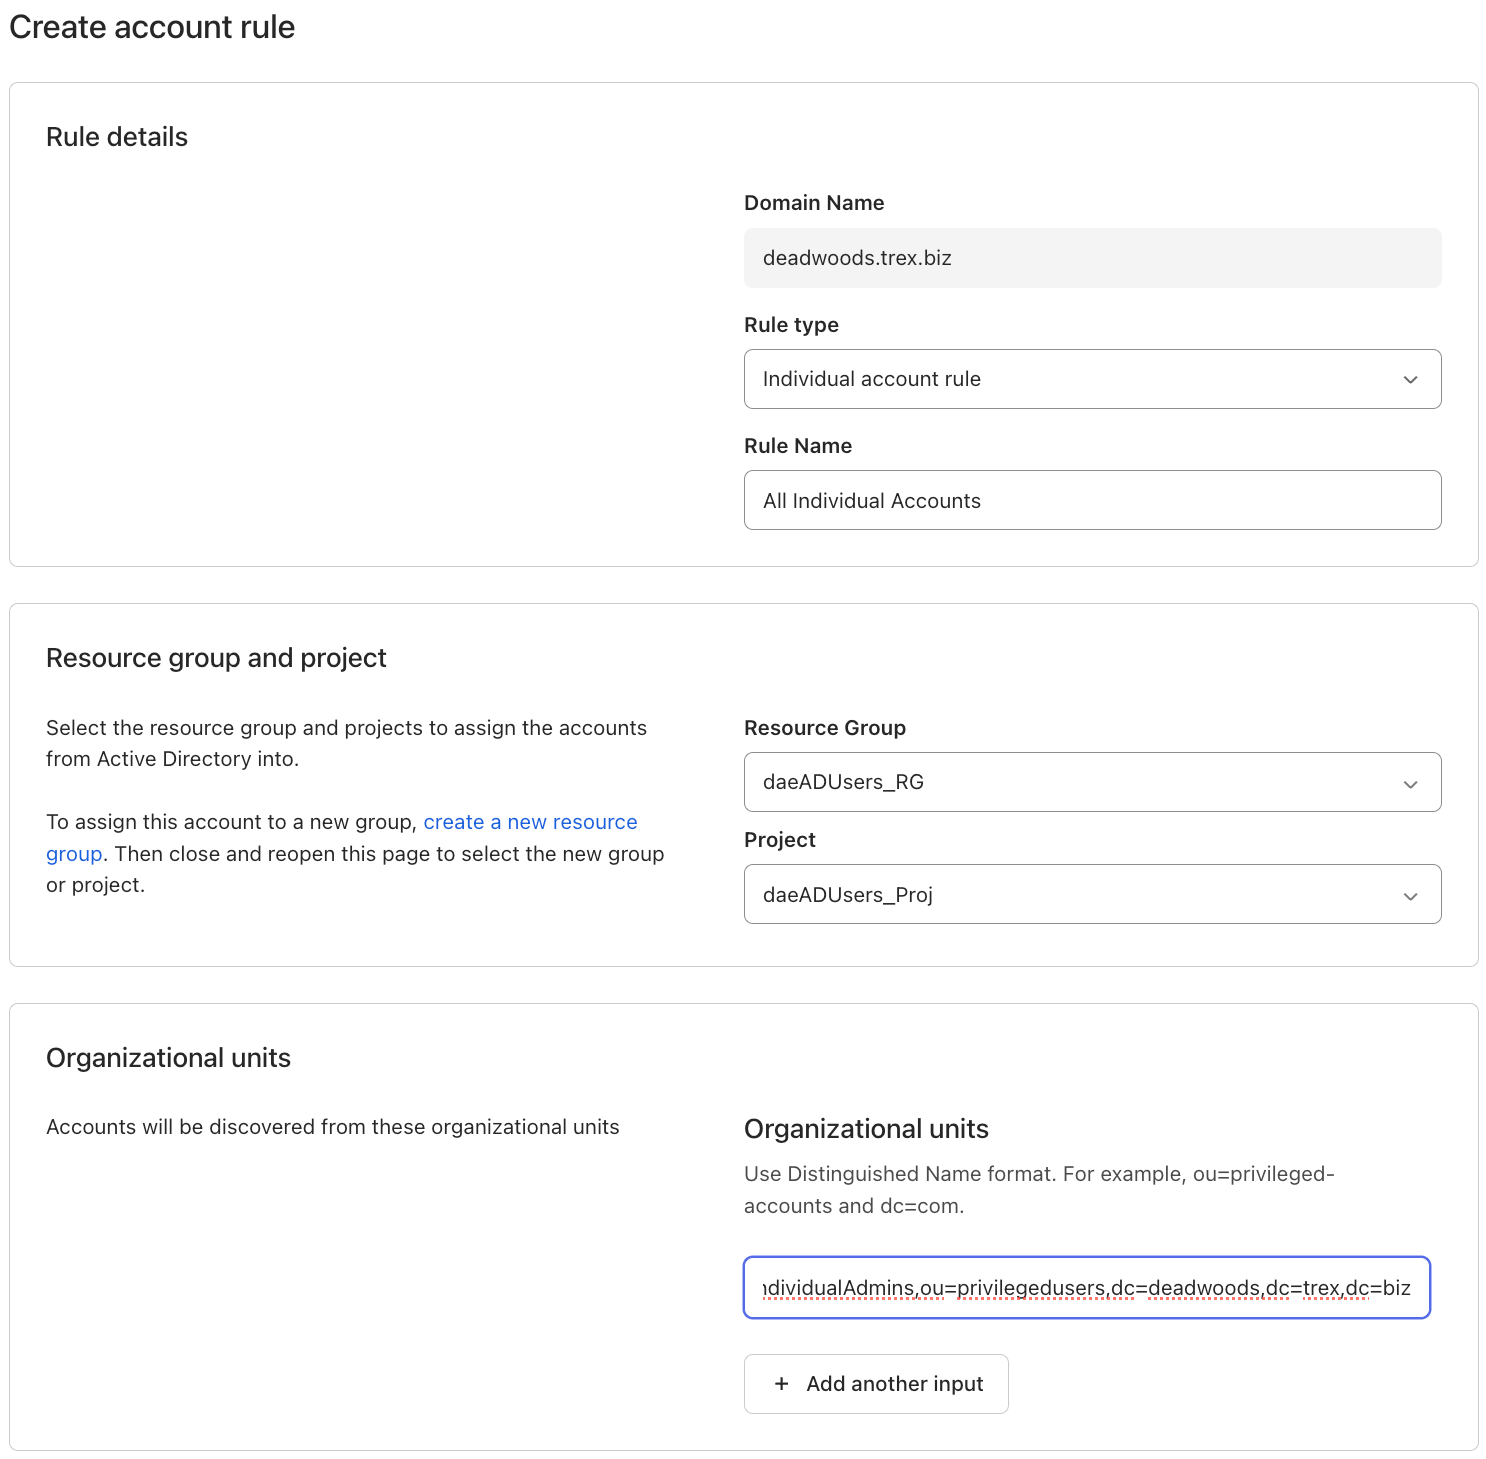 Create account rule
Rule details
Domain Name
deadwoods.trex.biz
Rule type
Individual account rule
Rule Name
All Individual Accounts
Resource group and project
Select the resource group and projects to assign the accounts
from Active Directory into.
To assign this account to a new group, create a new resource
group. Then close and reopen this page to select the new group
or project.
Resource Group
daeADUsers_RG
Project
daeADUsers_Proj
Organizational units
Accounts will be discovered from these organizational units
Organizational units
Use Distinguished Name format. For example, ou=privileged-
accounts and dc=com.
dividualAdmins,ou=privilegedusers,dc=deadwoods,dc=trex,dc=biz
+ Add another input